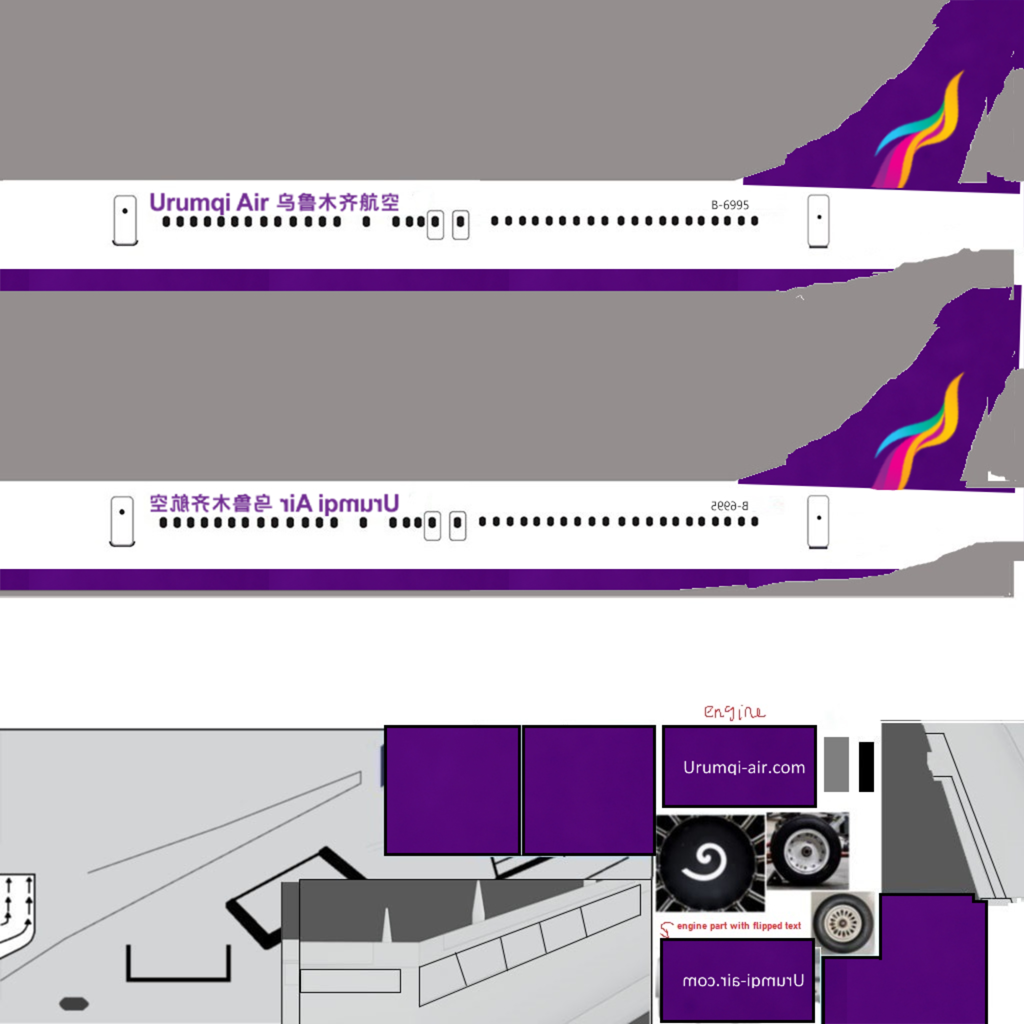 Urumqi Air 乌鲁木齐航空
B-6995
Urumqi Air 乌鲁木齐航空
B-6995
engine
Urumqi-air.com
engine part with flipped text
Urumqi-air.com